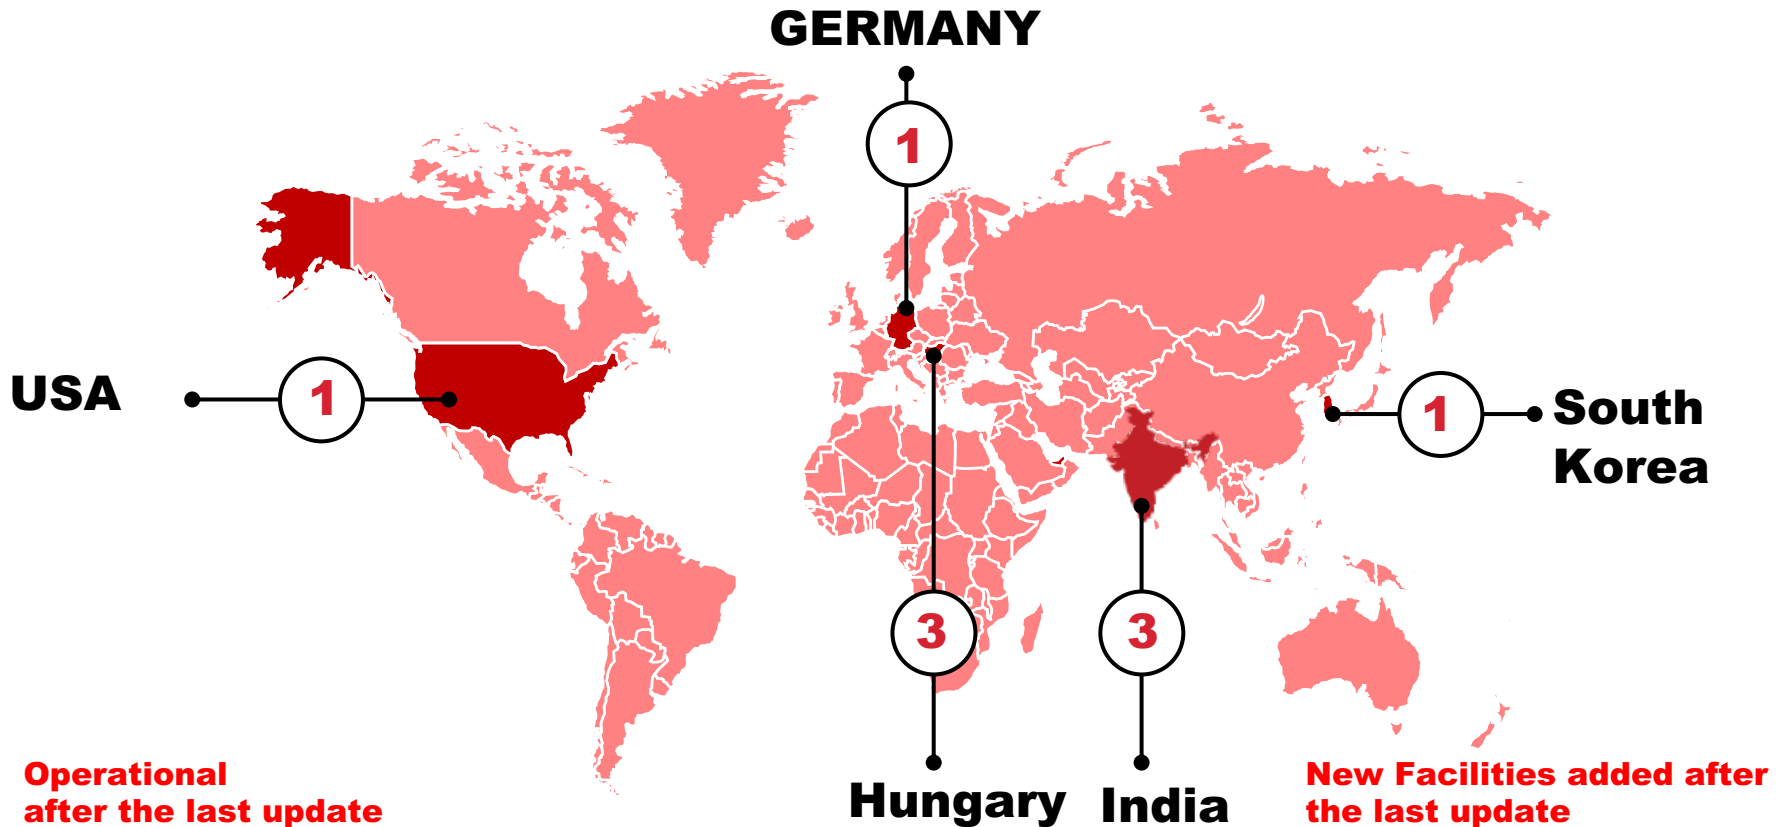 GERMANY
1
USA
1
1
South
Korea
3
3
Operational
after the last update
Hungary
India
New Facilities added after
the last update